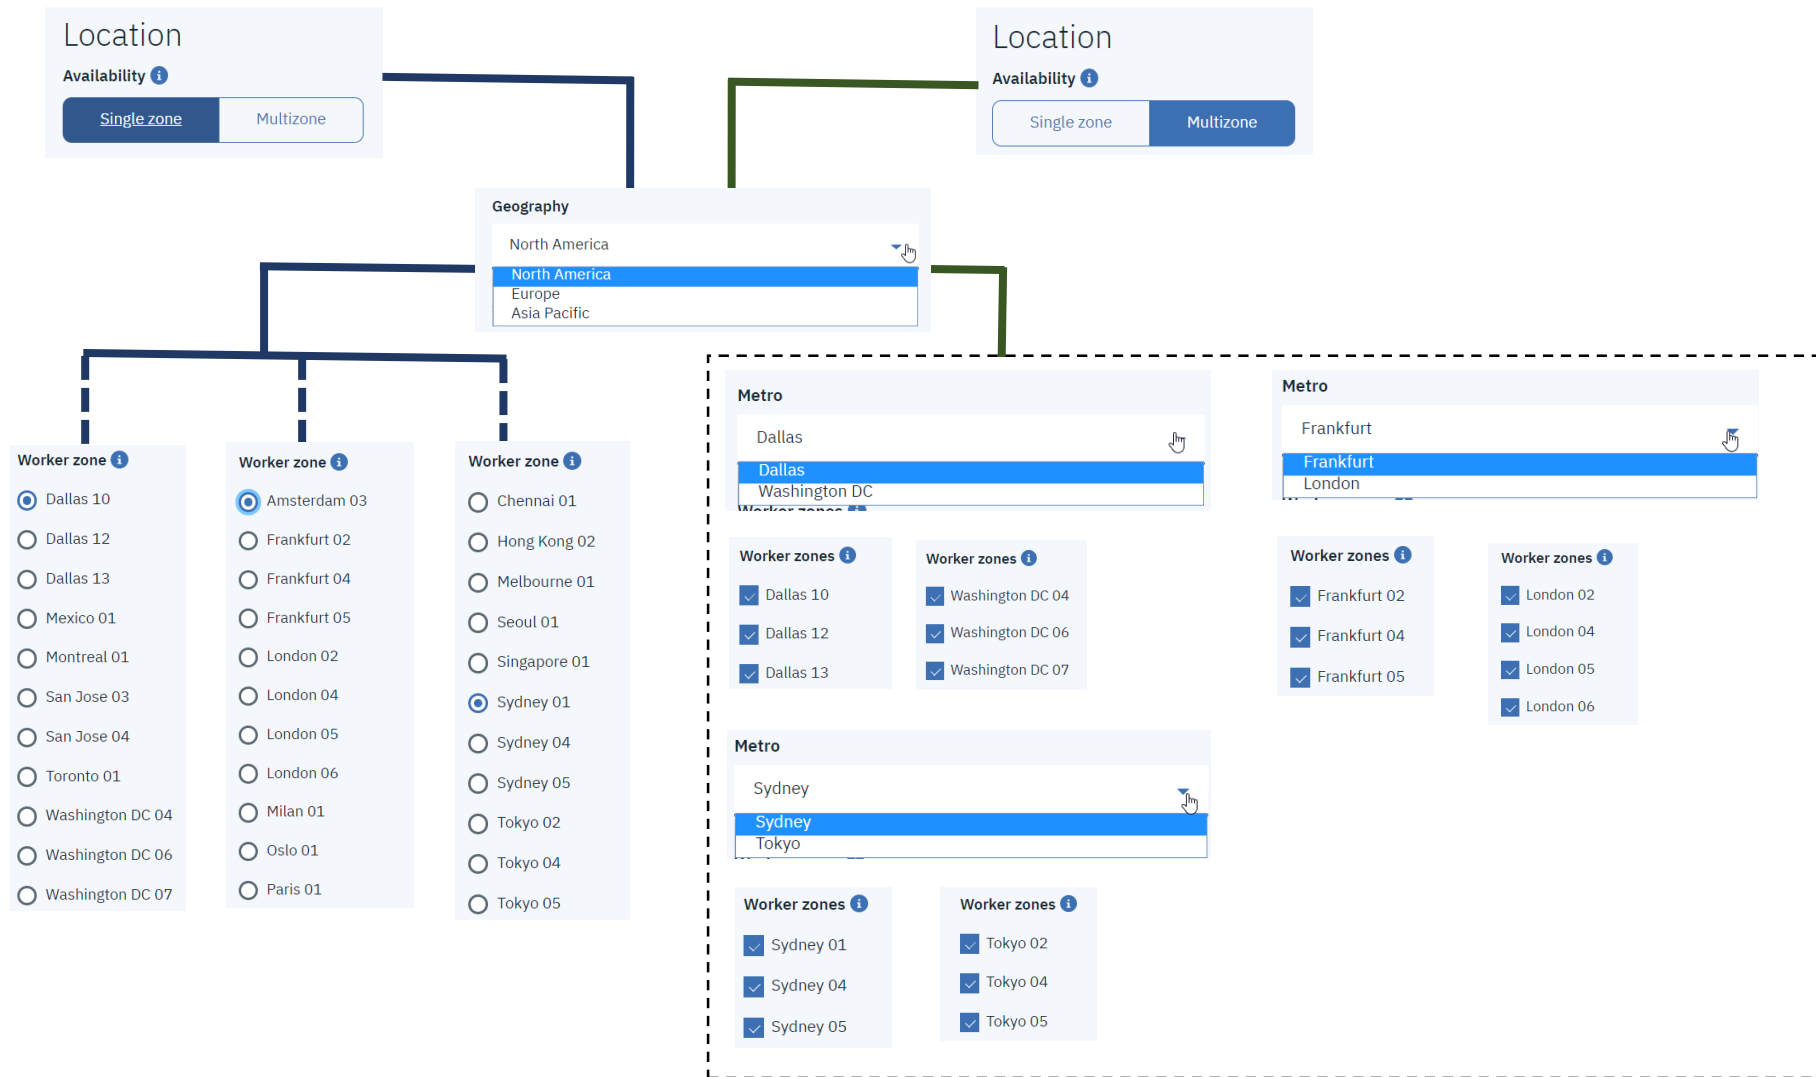 Location
Availability
Single zone
Multizone
Location
Availability
Single zone
Multizone
Geography
North America
North America
Europe
Asia Pacific
Worker zone
Dallas 10
Dallas 12
Dallas 13
Mexico 01
Montreal 01
San Jose 03
San Jose 04
Toronto 01
Washington DC 04
Washington DC 06
Washington DC 07
Worker zone
Amsterdam 03
Frankfurt 02
Frankfurt 04
Frankfurt 05
London 02
London 04
London 05
London 06
Milan 01
Oslo 01
Paris 01
Worker zone
Chennai 01
Hong Kong 02
Melbourne 01
Seoul 01
Singapore 01
Sydney 01
Sydney 04
Sydney 05
Tokyo 02
Tokyo 04
Tokyo 05
Metro
Dallas
Dallas
Washington DC
Worker zones
Worker zones
Dallas 10
Dallas 12
Dallas 13
Worker zones
Washington DC 04
Washington DC 06
Washington DC 07
Metro
Frankfurt
Frankfurt
London
Worker zones
Frankfurt 02
Frankfurt 04
Frankfurt 05
Worker zones
London 02
London 04
London 05
London 06
Metro
Sydney
Sydney
Tokyo
Worker zones
Sydney 01
Sydney 04
Sydney 05
Worker zones
Tokyo 02
Tokyo 04
Tokyo 05